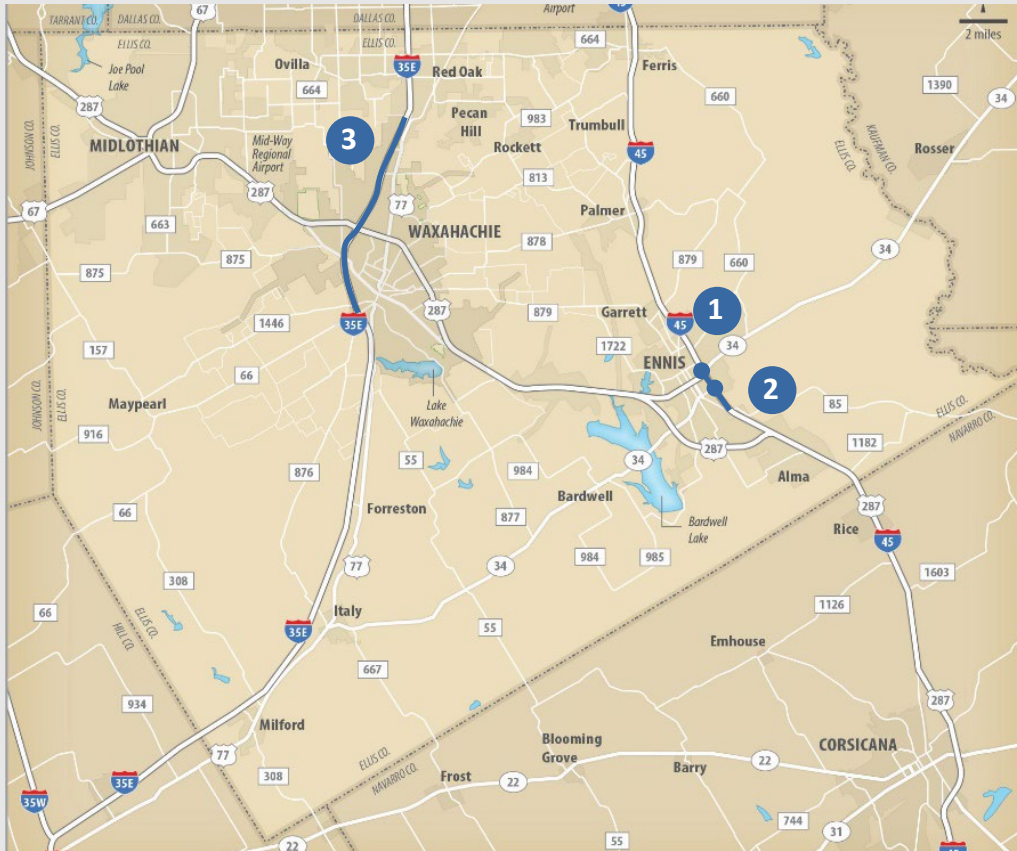 TARRANT CO.
DALLAS CO.
67
DALLAS CO.
Airport
ELLIS CO.
ELLIS CO.
664
2 miles
Joe Pool
Lake
Ovilla
35E
Red Oak
Ferris
664
660
1390
34
287
Pecan
Hill
983
Trumbull
JOHNSON CO.
ELLIS CO.
MIDLOTHIAN
Mid-Way
Regional
Airport
3
Rockett
45
KAUFMAN CO.
ELLIS CO.
Rosser
287
813
67
77
Palmer
663
WAXAHACHIE
878
34
875
875
879
660
287
879
Garrett
45
1
1446
35E
1722
34
157
ENNIS
66
2
Maypearl
Lake
Waxahachie
85
ELLIS CO.
NAVARRO CO.
JOHNSON CO.
ELLIS CO.
916
1182
287
876
55
984
34
Alma
Forreston
877
Bardwell
287
66
Bardwell
Lake
Rice
45
77
984
985
34
308
1603
66
Italy
1126
35E
55
ELLIS CO.
HILL CO.
Emhouse
667
934
287
Milford
77
Blooming
Grove
CORSICANA
ELLIS CO.
NAVARRO CO.
308
22
Barry
35E
Frost
22
35W
744
31
22
55